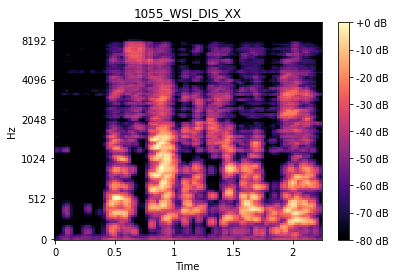 1055_WSI_DIS_XX
+0 dB
8192
-10 dB
4096
-20 dB
-30 dB
2048
Hz
-40 dB
1024
-50 dB
512
-60 dB
-70 dB
0
-80 dB
0
0.5
1
1.5
2
Time